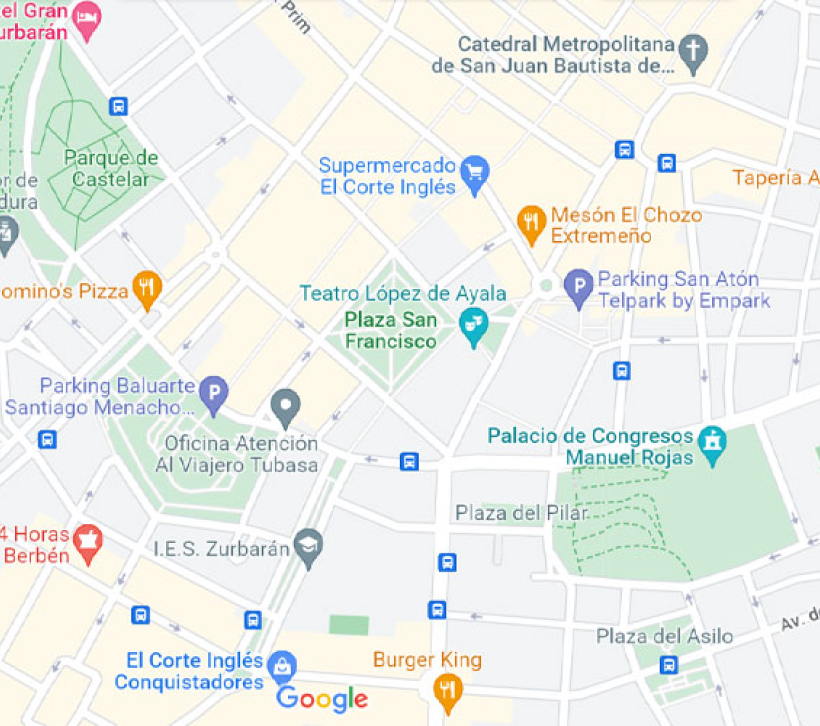 tel Gran
urbarán
Prim
Catedral Metropolitana
de San Juan Bautista de...
Parque de
Castelar
Supermercado
El Corte Inglés
Tapería A
or de
dura
Mesón El Chozo
Extremeño
Parking San Atón
Telpark by Empark
omino's Pizza
Teatro López de Ayala
Plaza San
Francisco
Parking Baluarte
Santiago Menacho...
Oficina Atención
Al Viajero Tubasa
Palacio de Congresos
Manuel Rojas
Plaza del Pilar
4 Horas
Berbén
I.E.S. Zurbarán
Av. de
Plaza del Asilo
El Corte Inglés
Conquistadores
Burger King
Google